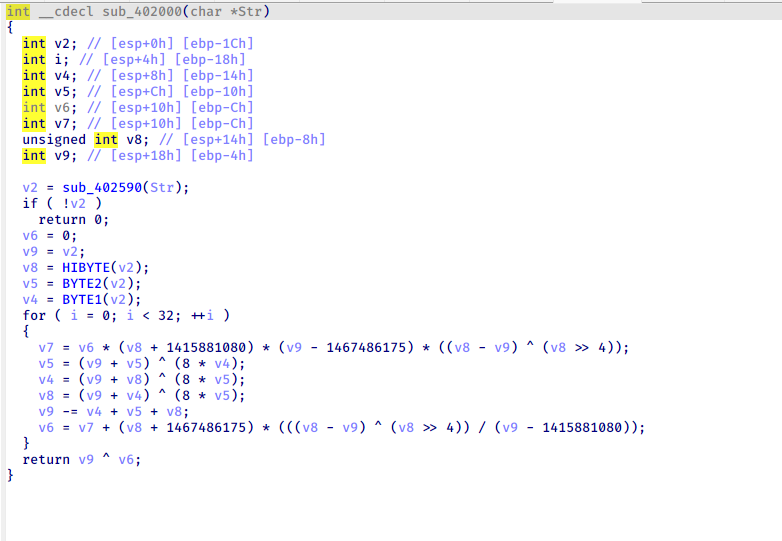 int __cdecl sub_402000(char *Str)
{
  int v2; // [esp+0h] [ebp-1Ch]
  int i; // [esp+4h] [ebp-18h]
  int v4; // [esp+8h] [ebp-14h]
  int v5; // [esp+Ch] [ebp-10h]
  int v6; // [esp+10h] [ebp-Ch]
  int v7; // [esp+10h] [ebp-Ch]
  unsigned int v8; // [esp+14h] [ebp-8h]
  int v9; // [esp+18h] [ebp-4h]

  v2 = sub_402590(Str);
  if ( !v2 )
    return 0;
  v6 = 0;
  v9 = v2;
  v8 = HIBYTE(v2);
  v5 = BYTE2(v2);
  v4 = BYTE1(v2);
  for ( i = 0; i < 32; ++i )
  {
    v7 = v6 * (v8 + 1415881080) * (v9 - 1467486175) * ((v8 - v9) ^ (v8 >> 4));
    v5 = (v9 + v5) ^ (8 * v4);
    v4 = (v9 + v8) ^ (8 * v5);
    v8 = (v9 + v4) ^ (8 * v5);
    v9 -= v4 + v5 + v8;
    v6 = v7 + (v8 + 1467486175) * (((v8 - v9) ^ (v8 >> 4)) / (v9 - 1415881080));
  }
  return v9 ^ v6;
}